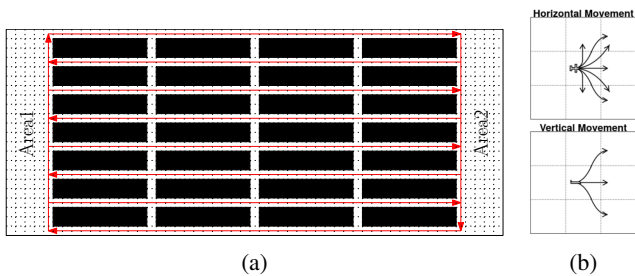 Area1
Area2
Horizontal Movement
Vertical Movement
(a)
(b)